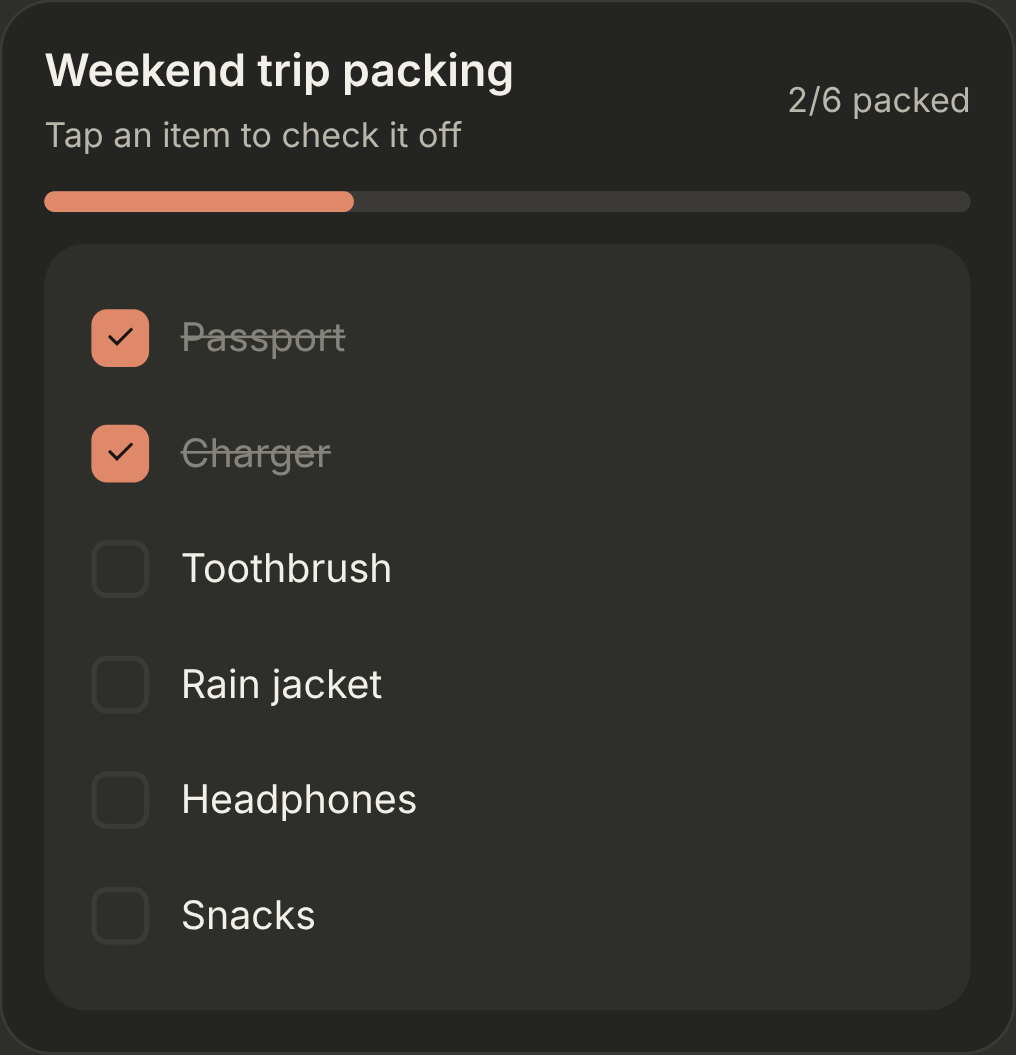 Weekend trip packing
Tap an item to check it off
2/6 packed
Passport
Charger
Toothbrush
Rain jacket
Headphones
Snacks